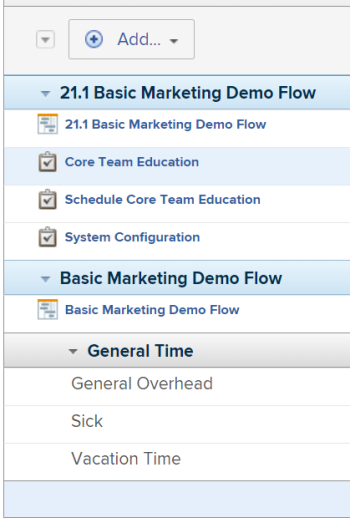 Add...
21.1 Basic Marketing Demo Flow
21.1 Basic Marketing Demo Flow
Core Team Education
Schedule Core Team Education
System Configuration
Basic Marketing Demo Flow
Basic Marketing Demo Flow
General Time
General Overhead
Sick
Vacation Time